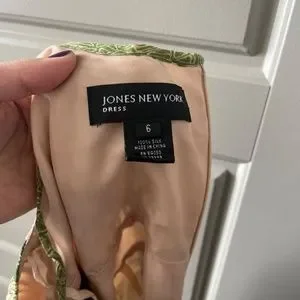 JONES NEW YORK
DRESS
6
100% SILK
MADE IN CHINA